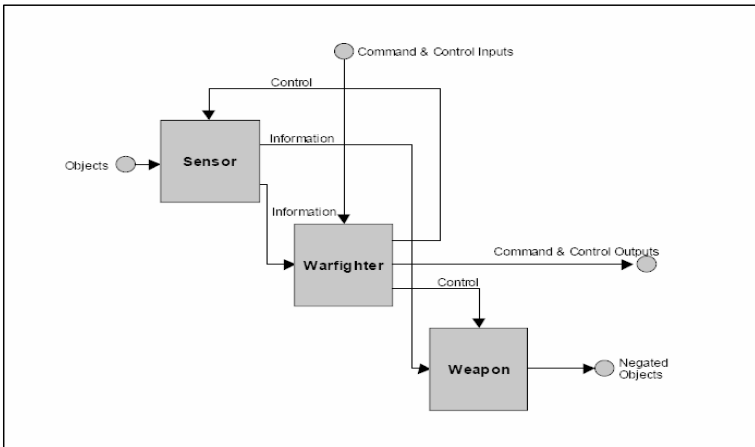 Command & Control Inputs
Control
Sensor
Information
Objects
Information
Warfighter
Command & Control Outputs
Control
Weapon
Negated
Objects